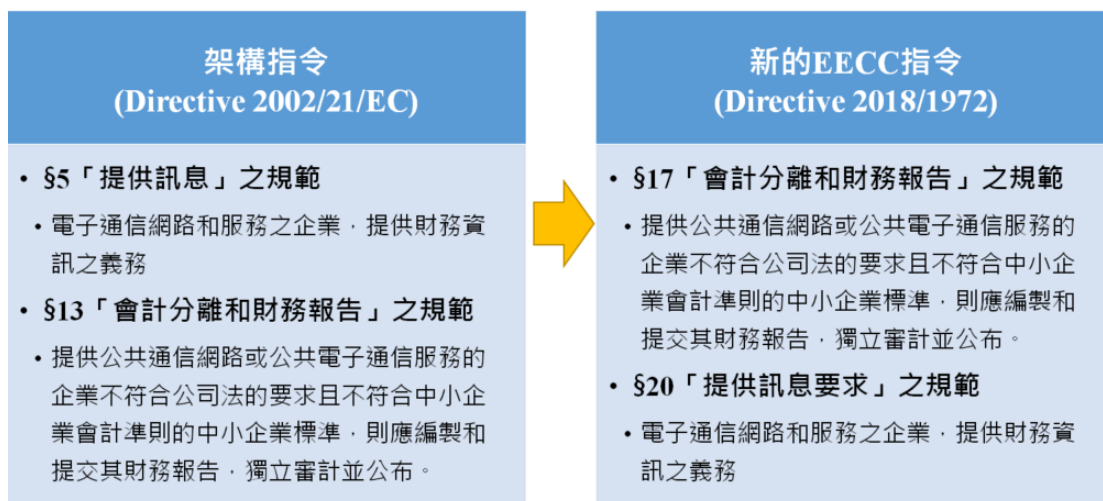 架構指令
(Directive 2002/21/EC)
• §5「提供訊息」之規範
• 電子通信網路和服務之企業，提供財務資
訊之義務
• §13「會計分離和財務報告」之規範
• 提供公共通信網路或公共電子通信服務的
企業不符合公司法的要求且不符合中小企
業會計準則的中小企業標準，則應編製和
提交其財務報告，獨立審計並公布。
新的EECC指令
(Directive 2018/1972)
• §17「會計分離和財務報告」之規範
• 提供公共通信網路或公共電子通信服務的
企業不符合公司法的要求且不符合中小企
業會計準則的中小企業標準，則應編製和
提交其財務報告，獨立審計並公布。
• §20「提供訊息要求」之規範
• 電子通信網路和服務之企業，提供財務資
訊之義務